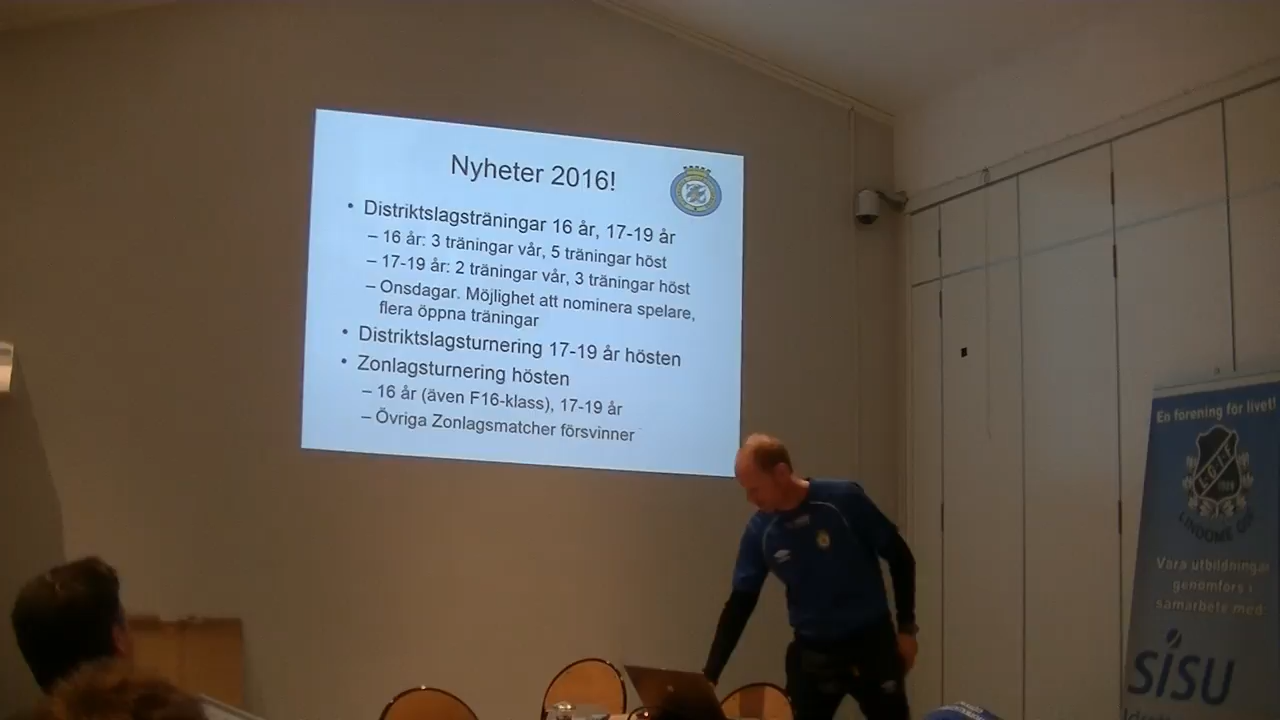 Nyheter 2016!
• Distriktslagsträningar 16 år, 17-19 år
– 16 år: 3 träningar vår, 5 träningar höst
– 17-19 år: 2 träningar vår, 3 träningar höst
– Onsdagar. Möjlighet att nominera spelare,
flera öppna träningar
• Distriktslagsturnering 17-19 år hösten
• Zonlagsturnering hösten
– 16 år (även F16-klass), 17-19 år
– Övriga Zonlagsmatcher försvinner
En förening för livet!
L.G.I.F
LINDOME GIF
Våra utbildningar
genomförs i
samarbete med:
SISU